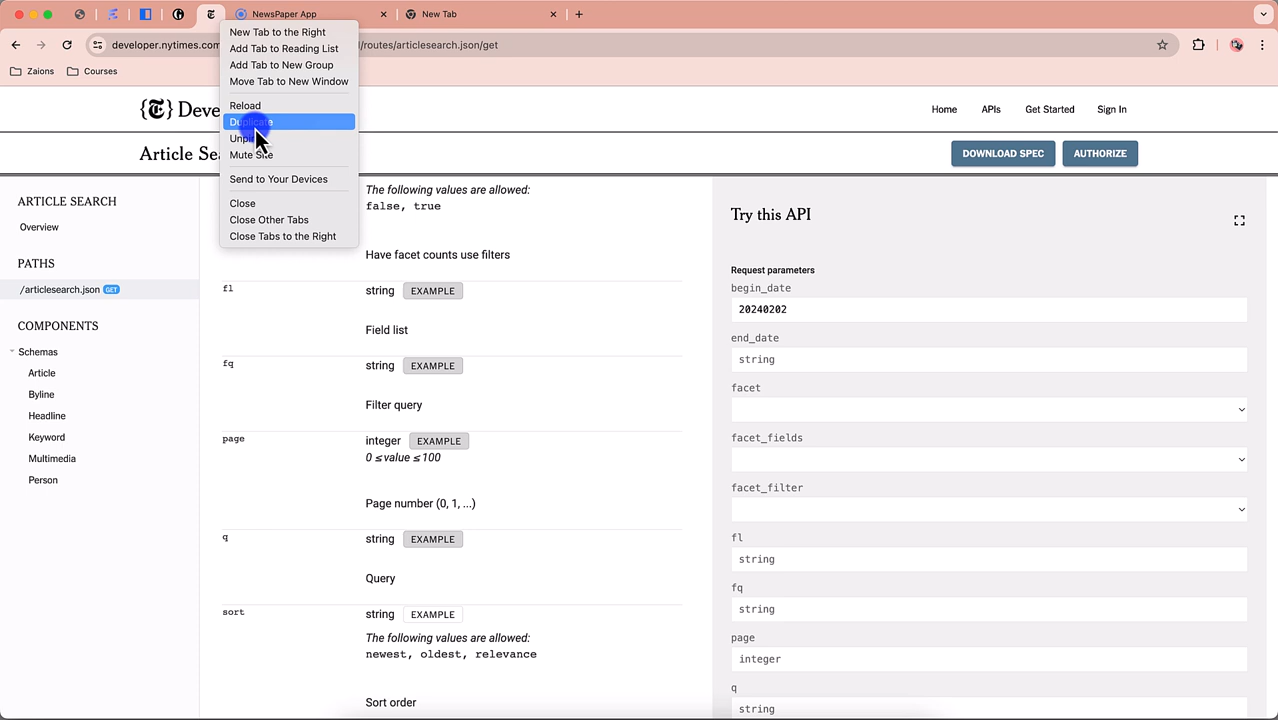 NewsPaper App
New Tab
developer.nytimes.com
l/routes/articlesearch.json/get
Zaions
Courses
New Tab to the Right
Add Tab to Reading List
Add Tab to New Group
Move Tab to New Window
Reload
Duplicate
Mute Site
Send to Your Devices
Close
Close Other Tabs
Close Tabs to the Right
{T} Deve
Home
APIs
Get Started
Sign In
Article Sea
DOWNLOAD SPEC
AUTHORIZE
ARTICLE SEARCH
Overview
PATHS
/articlesearch.json GET
COMPONENTS
Schemas
Article
Byline
Headline
Keyword
Multimedia
Person
The following values are allowed:
false, true
Have facet counts use filters
fl string EXAMPLE
Field list
fq string EXAMPLE
Filter query
page integer EXAMPLE
0 ≤ value ≤ 100
Page number (0, 1, ...)
q string EXAMPLE
Query
sort string EXAMPLE
The following values are allowed:
newest, oldest, relevance
Sort order
Try this API
Request parameters
begin_date
20240202
end_date
string
facet
facet_fields
facet_filter
fl
string
fq
string
page
integer
q
string